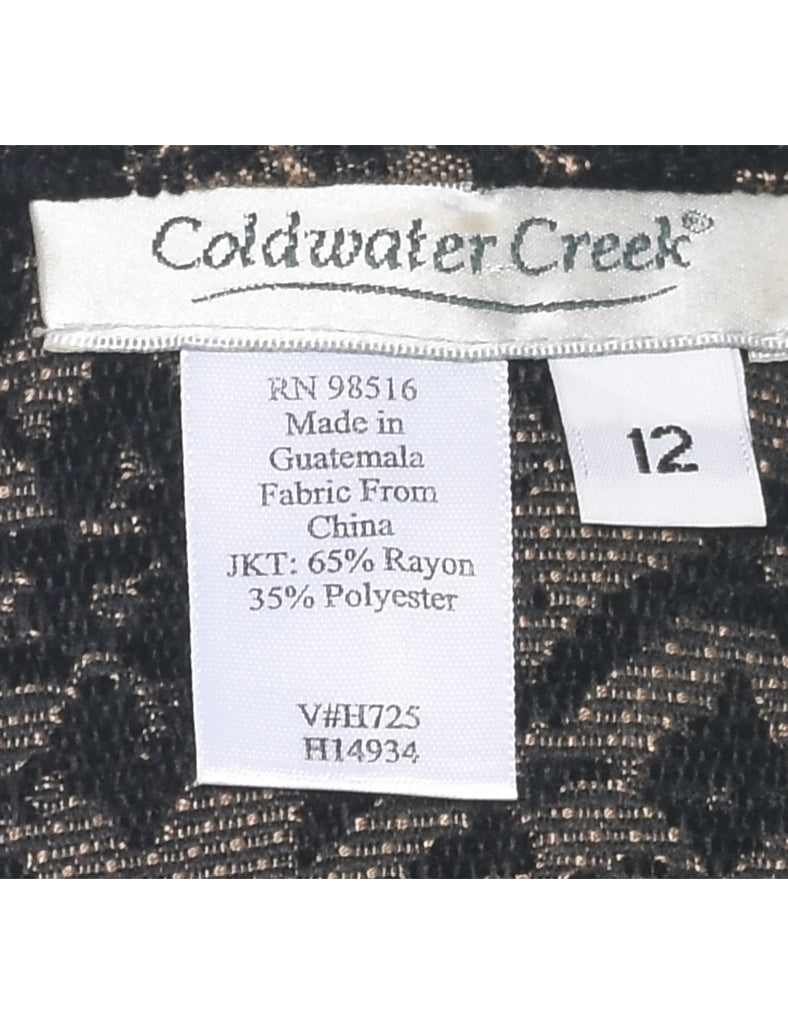 Coldwater Creek®
RN 98516
Made in
Guatemala
Fabric From
China
JKT: 65% Rayon
35% Polyester
V#H725
H14934
12